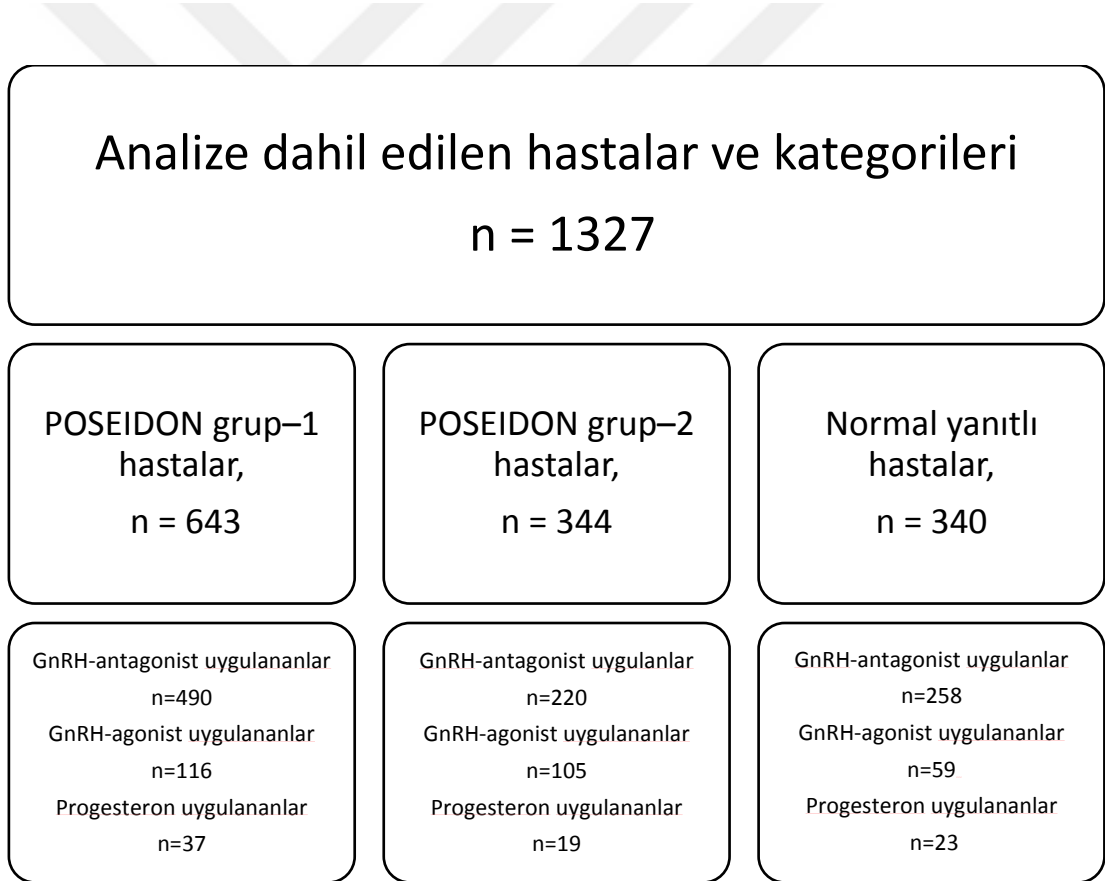 Analize dahil edilen hastalar ve kategorileri
n = 1327
POSEIDON grup–1
hastalar,
n = 643
POSEIDON grup–2
hastalar,
n = 344
Normal yanıtlı
hastalar,
n = 340
GnRH-antagonist uygulananlar
n=490
GnRH-agonist uygulananlar
n=116
Progesteron uygulananlar
n=37
GnRH-antagonist uygulanlar
n=220
GnRH-agonist uygulananlar
n=105
Progesteron uygulananlar
n=19
GnRH-antagonist uygulanlar
n=258
GnRH-agonist uygulananlar
n=59
Progesteron uygulananlar
n=23